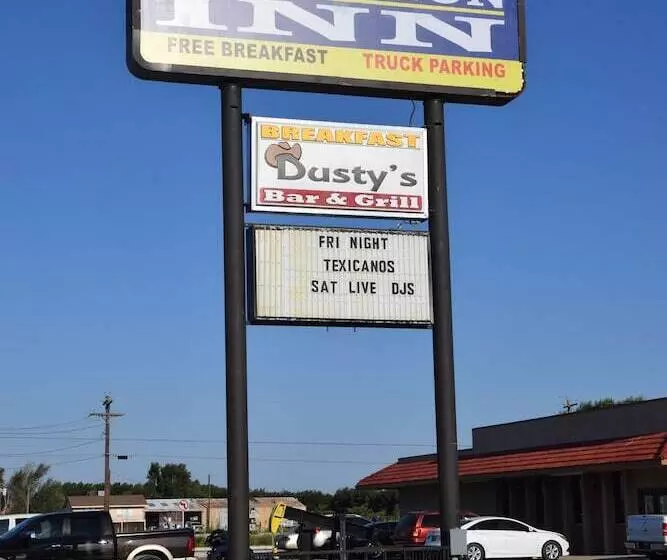 INN
FREE BREAKFAST TRUCK PARKING
BREAKFAST
Dusty's
Bar & Grill
FRI NIGHT
TEXICANOS
SAT LIVE DJS